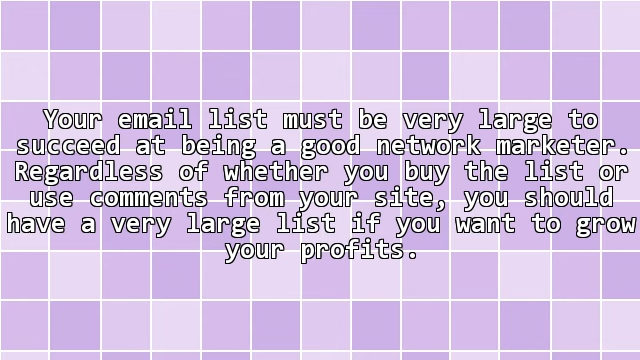 Your email list must be very large to
succeed at being a good network marketer.
Regardless of whether you buy the list or
use comments from your site, you should
have a very large list if you want to grow
your profits.